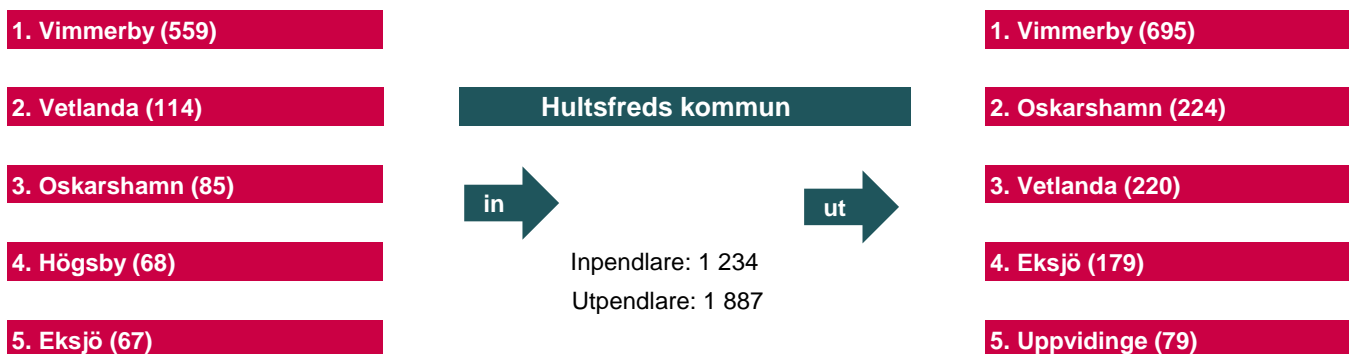 1. Vimmerby (559)
2. Vetlanda (114)
3. Oskarshamn (85)
4. Högsby (68)
5. Eksjö (67)
Hultsfreds kommun
in
ut
Inpendlare: 1 234
Utpendlare: 1 887
1. Vimmerby (695)
2. Oskarshamn (224)
3. Vetlanda (220)
4. Eksjö (179)
5. Uppvidinge (79)